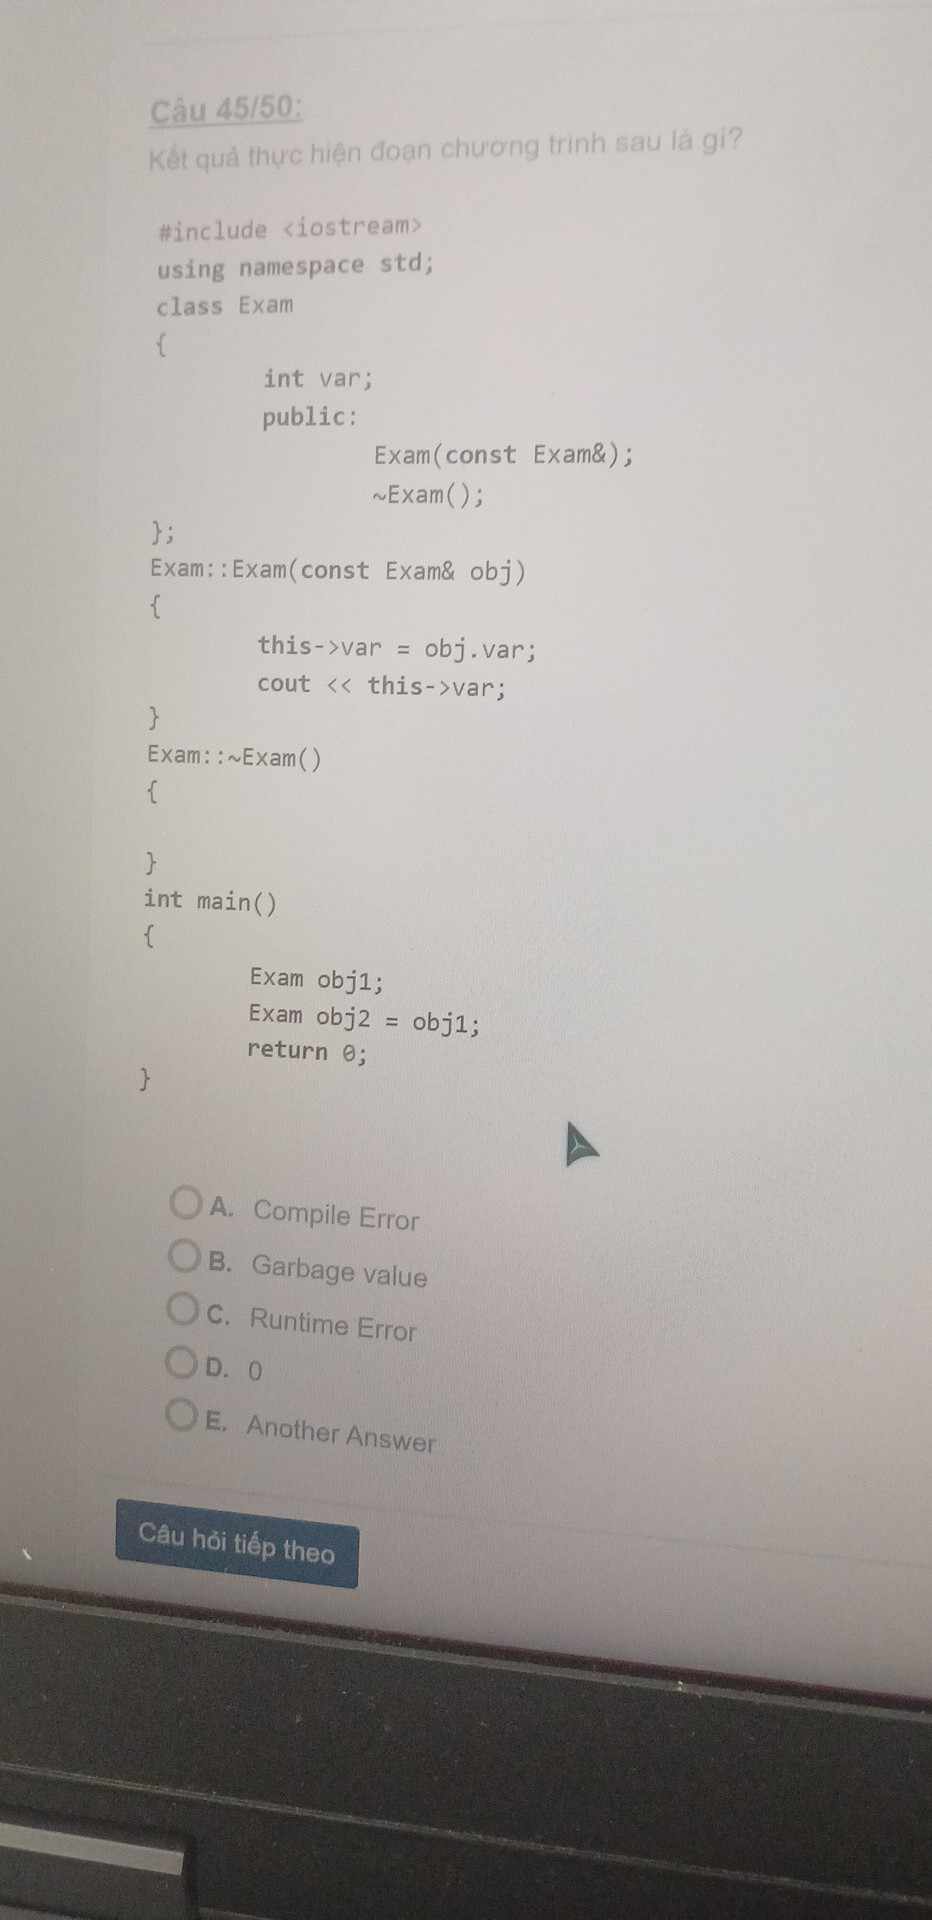 Câu 45/50:
Kết quả thực hiện đoạn chương trình sau là gì?
#include <iostream>
using namespace std;
class Exam
{
int var;
public:
Exam(const Exam&);
~Exam();
};
Exam::Exam(const Exam& obj)
{
this->var = obj.var;
cout << this->var;
}
Exam::~Exam()
{
}
int main()
{
Exam obj1;
Exam obj2 = obj1;
return 0;
}
A. Compile Error
B. Garbage value
C. Runtime Error
D. 0
E. Another Answer
Câu hỏi tiếp theo